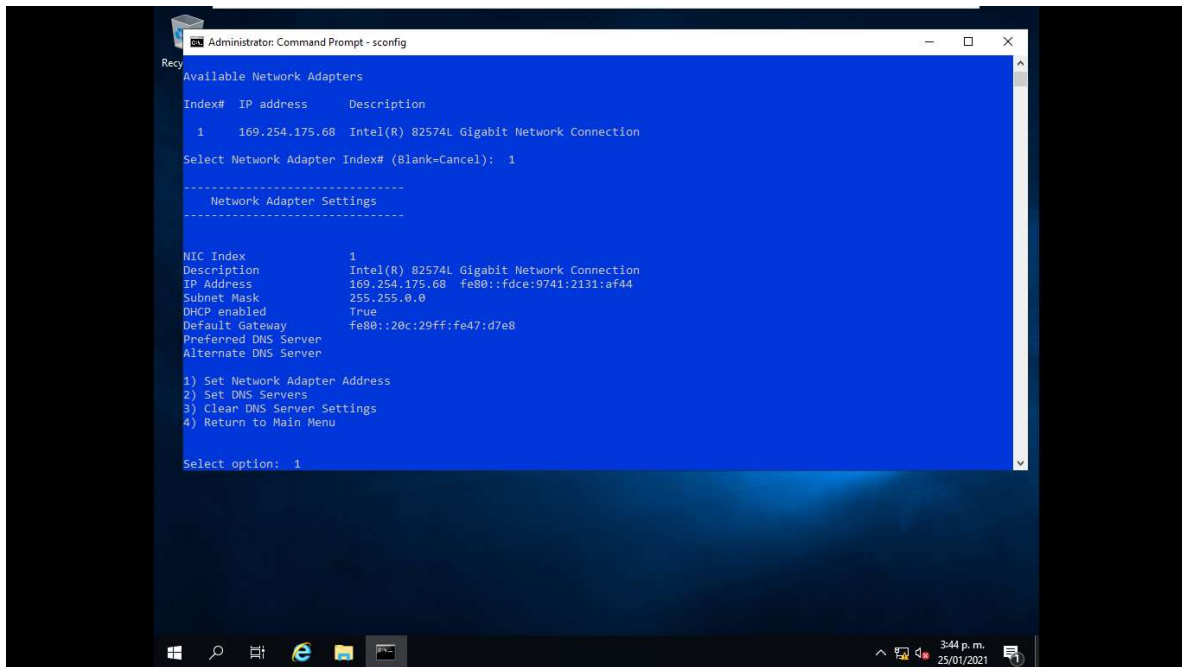 Administrator: Command Prompt - sconfig
Recy
Available Network Adapters
Index#  IP address      Description
1     169.254.175.68  Intel(R) 82574L Gigabit Network Connection
Select Network Adapter Index# (Blank=Cancel):  1
--------------------------------
Network Adapter Settings
--------------------------------
NIC Index               1
Description             Intel(R) 82574L Gigabit Network Connection
IP Address              169.254.175.68  fe80::fdce:9741:2131:af44
Subnet Mask             255.255.0.0
DHCP enabled            True
Default Gateway         fe80::20c:29ff:fe47:d7e8
Preferred DNS Server
Alternate DNS Server
1) Set Network Adapter Address
2) Set DNS Servers
3) Clear DNS Server Settings
4) Return to Main Menu
Select option:  1
3:44 p. m.
25/01/2021
1